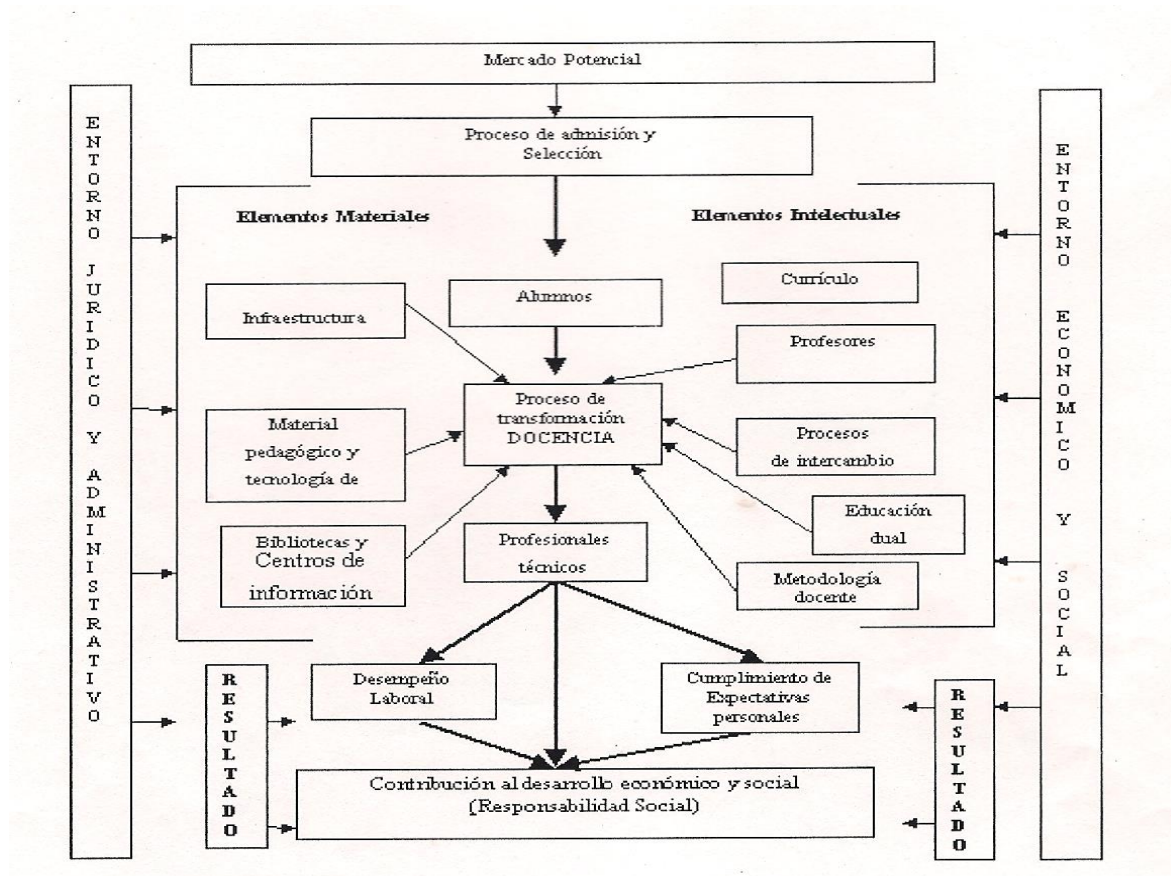 Mercado Potencial
Proceso de admisión y
Selección
ENTORNO JURIDICO Y ADMINISTRATIVO
ENTORNO ECONOMICO Y SOCIAL
Elementos Materiales
Elementos Intelectuales
Infraestructura
Alumnos
Currículo
Profesores
Proceso de
transformación
DOCENCIA
Material
pedagógico y
tecnología de
Procesos
de intercambio
Educación
dual
Bibliotecas y
Centros de
información
Profesionales
técnicos
Metodología
docente
RESULTADO
Desempeño
Laboral
Cumplimiento de
Expectativas
personales
RESULTADO
Contribución al desarrollo económico y social
(Responsabilidad Social)